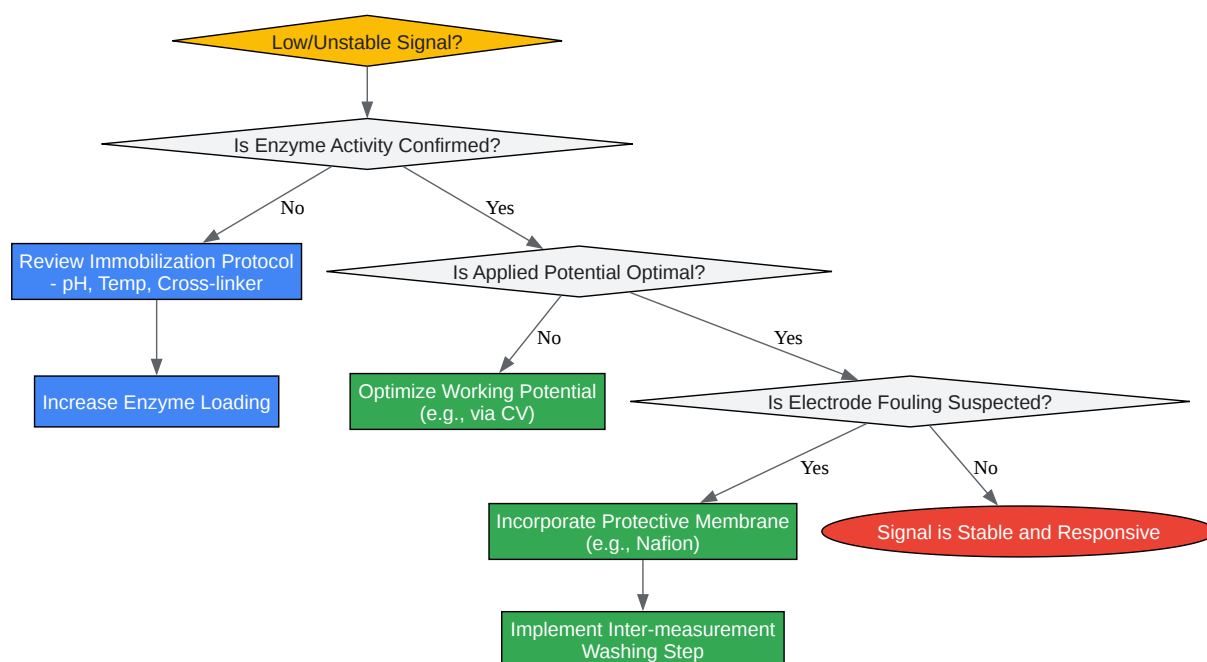 Low/Unstable Signal?
Is Enzyme Activity Confirmed?
No
Yes
Review Immobilization Protocol
- pH, Temp, Cross-linker
Is Applied Potential Optimal?
No
Yes
Increase Enzyme Loading
Optimize Working Potential
(e.g., via CV)
Is Electrode Fouling Suspected?
Yes
No
Incorporate Protective Membrane
(e.g., Nafion)
Signal is Stable and Responsive
Implement Inter-measurement
Washing Step